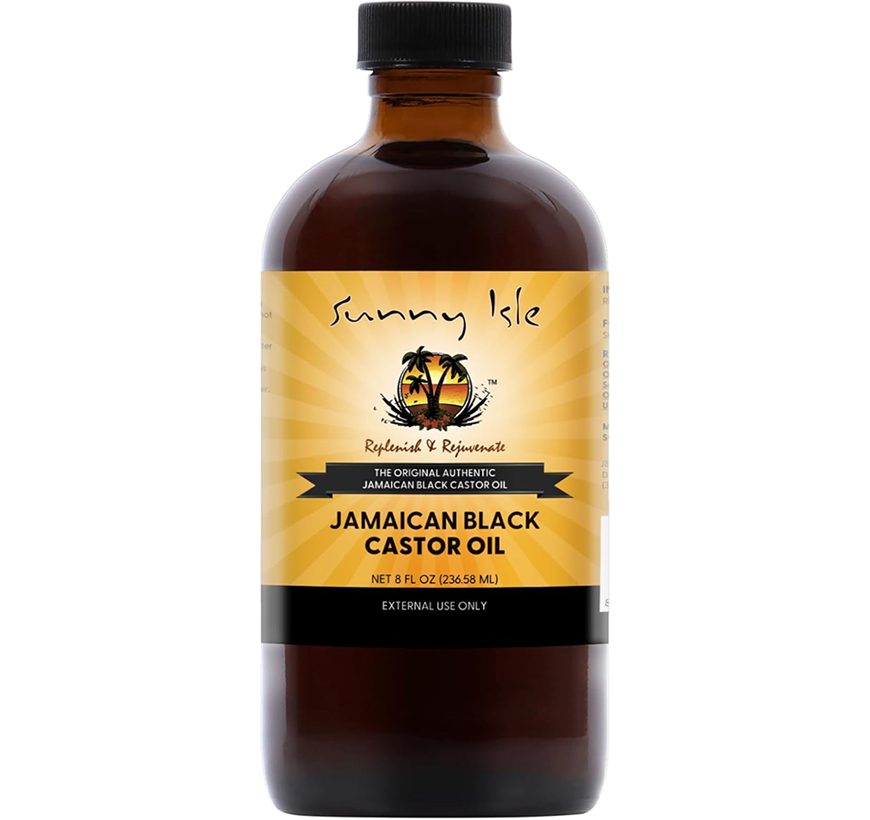 Sunny Isle
TM
Replenish & Rejuvenate
THE ORIGINAL AUTHENTIC
JAMAICAN BLACK CASTOR OIL
JAMAICAN BLACK
CASTOR OIL
NET 8 FL OZ (236.58 ML)
EXTERNAL USE ONLY